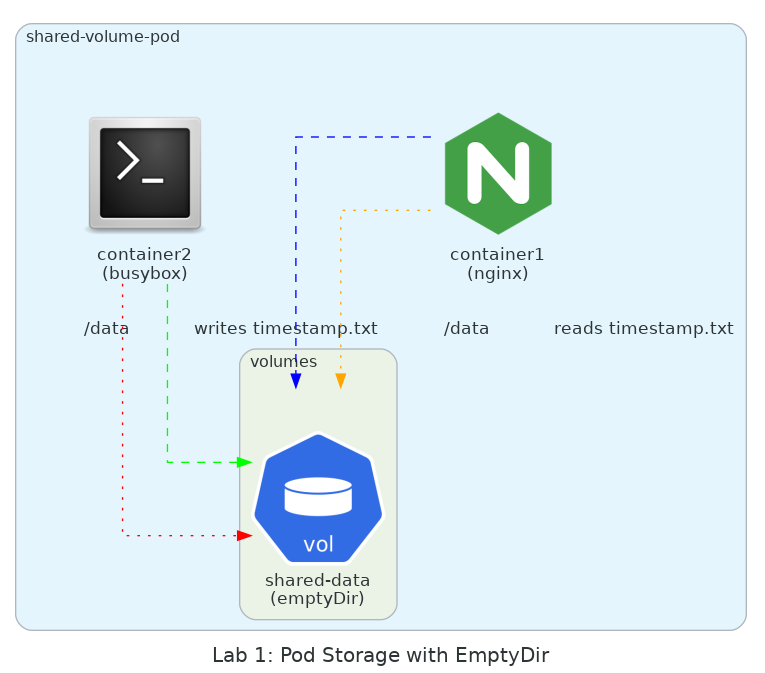 shared-volume-pod
>_
N
container2
(busybox)
container1
(nginx)
/data
writes timestamp.txt
/data
reads timestamp.txt
volumes
vol
shared-data
(emptyDir)
Lab 1: Pod Storage with EmptyDir